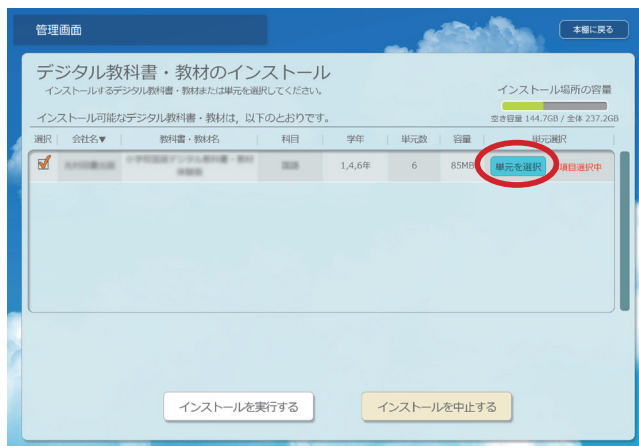 管理画面
本棚に戻る
デジタル教科書・教材のインストール
インストールするデジタル教科書・教材または単元を選択してください。
インストール場所の容量
インストール可能なデジタル教科書・教材は，以下のとおりです。
空き容量 144.7GB / 全体 237.2GB
選択 会社名▼ 教科書・教材名 科目 学年 単元数 容量 単元選択
1,4,6年 6 85MB 単元を選択 項目選択中
インストールを実行する インストールを中止する